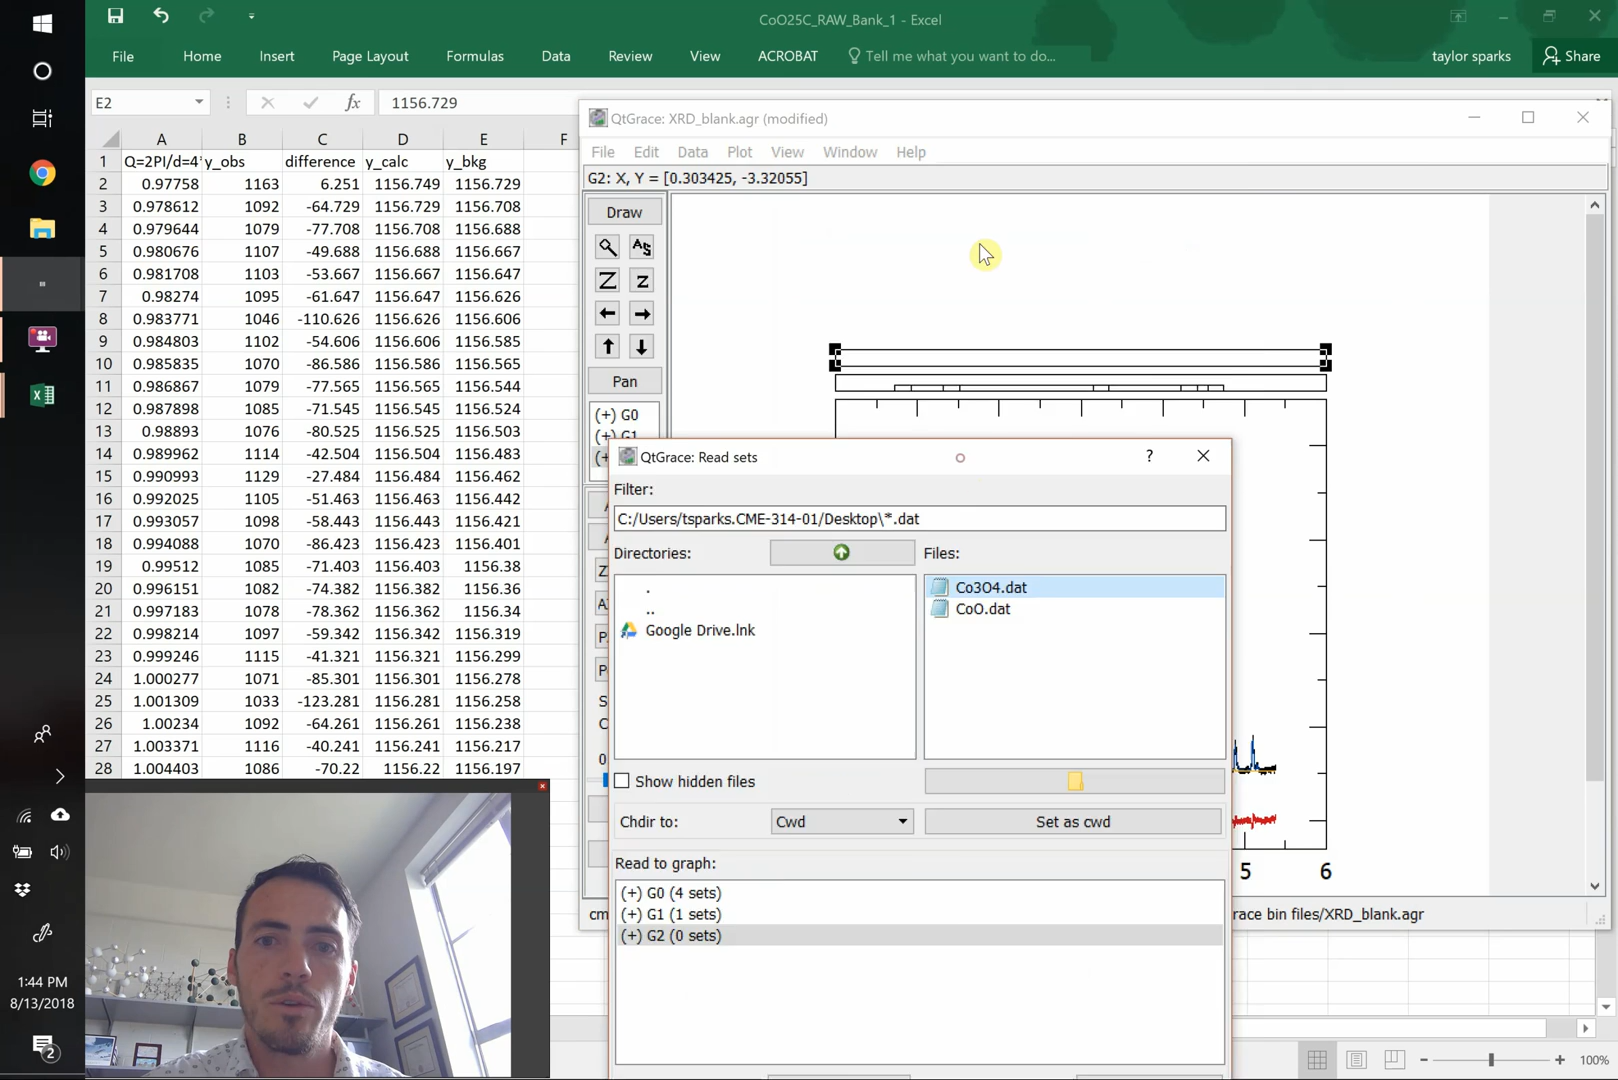 CoO25C_RAW_Bank_1 - Excel
File Home Insert Page Layout Formulas Data Review View ACROBAT Tell me what you want to do... taylor sparks Share
E2 fx 1156.729
A B C D E F
1 Q=2PI/d=4* y_obs difference y_calc y_bkg
2 0.97758 1163 6.251 1156.749 1156.729
3 0.978612 1092 -64.729 1156.729 1156.708
4 0.979644 1079 -77.708 1156.708 1156.688
5 0.980676 1107 -49.688 1156.688 1156.667
6 0.981708 1103 -53.667 1156.667 1156.647
7 0.98274 1095 -61.647 1156.647 1156.626
8 0.983771 1046 -110.626 1156.626 1156.606
9 0.984803 1102 -54.606 1156.606 1156.585
10 0.985835 1070 -86.586 1156.586 1156.565
11 0.986867 1079 -77.565 1156.565 1156.544
12 0.987898 1085 -71.545 1156.545 1156.524
13 0.98893 1076 -80.525 1156.525 1156.503
14 0.989962 1114 -42.504 1156.504 1156.483
15 0.990993 1129 -27.484 1156.484 1156.462
16 0.992025 1105 -51.463 1156.463 1156.442
17 0.993057 1098 -58.443 1156.443 1156.421
18 0.994088 1070 -86.423 1156.423 1156.401
19 0.99512 1085 -71.403 1156.403 1156.38
20 0.996151 1082 -74.382 1156.382 1156.36
21 0.997183 1078 -78.362 1156.362 1156.34
22 0.998214 1097 -59.342 1156.342 1156.319
23 0.999246 1115 -41.321 1156.321 1156.299
24 1.000277 1071 -85.301 1156.301 1156.278
25 1.001309 1033 -123.281 1156.281 1156.258
26 1.00234 1092 -64.261 1156.261 1156.238
27 1.003371 1116 -40.241 1156.241 1156.217
28 1.004403 1086 -70.22 1156.22 1156.197
QtGrace: XRD_blank.agr (modified)
File Edit Data Plot View Window Help
G2: X, Y = [0.303425, -3.32055]
Draw
AS
Z z
Pan
(+) G0
(+) G1
QtGrace: Read sets
Filter:
C:/Users/tsparks.CME-314-01/Desktop\*.dat
Directories: Files:
.
..
Google Drive.lnk
Co3O4.dat
CoO.dat
Show hidden files
Chdir to: Cwd Set as cwd
Read to graph:
(+) G0 (4 sets)
(+) G1 (1 sets)
(+) G2 (0 sets)
5 6
race bin files/XRD_blank.agr
1:44 PM
8/13/2018
2
100%